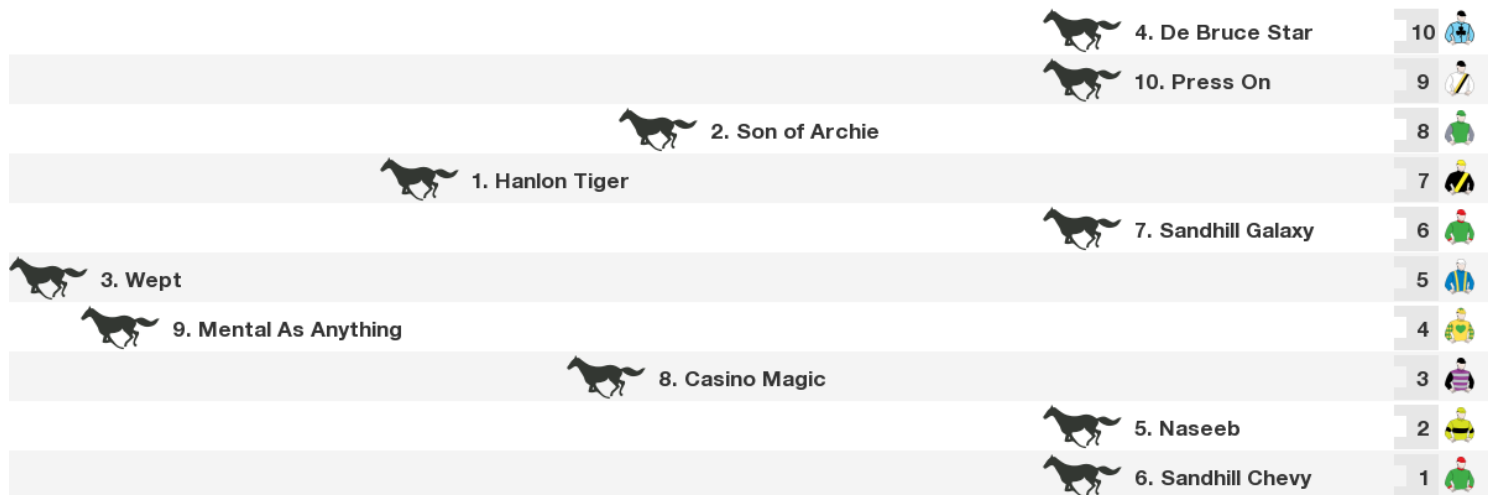 4. De Bruce Star 10
10. Press On 9
2. Son of Archie 8
1. Hanlon Tiger 7
7. Sandhill Galaxy 6
3. Wept 5
9. Mental As Anything 4
8. Casino Magic 3
5. Naseeb 2
6. Sandhill Chevy 1